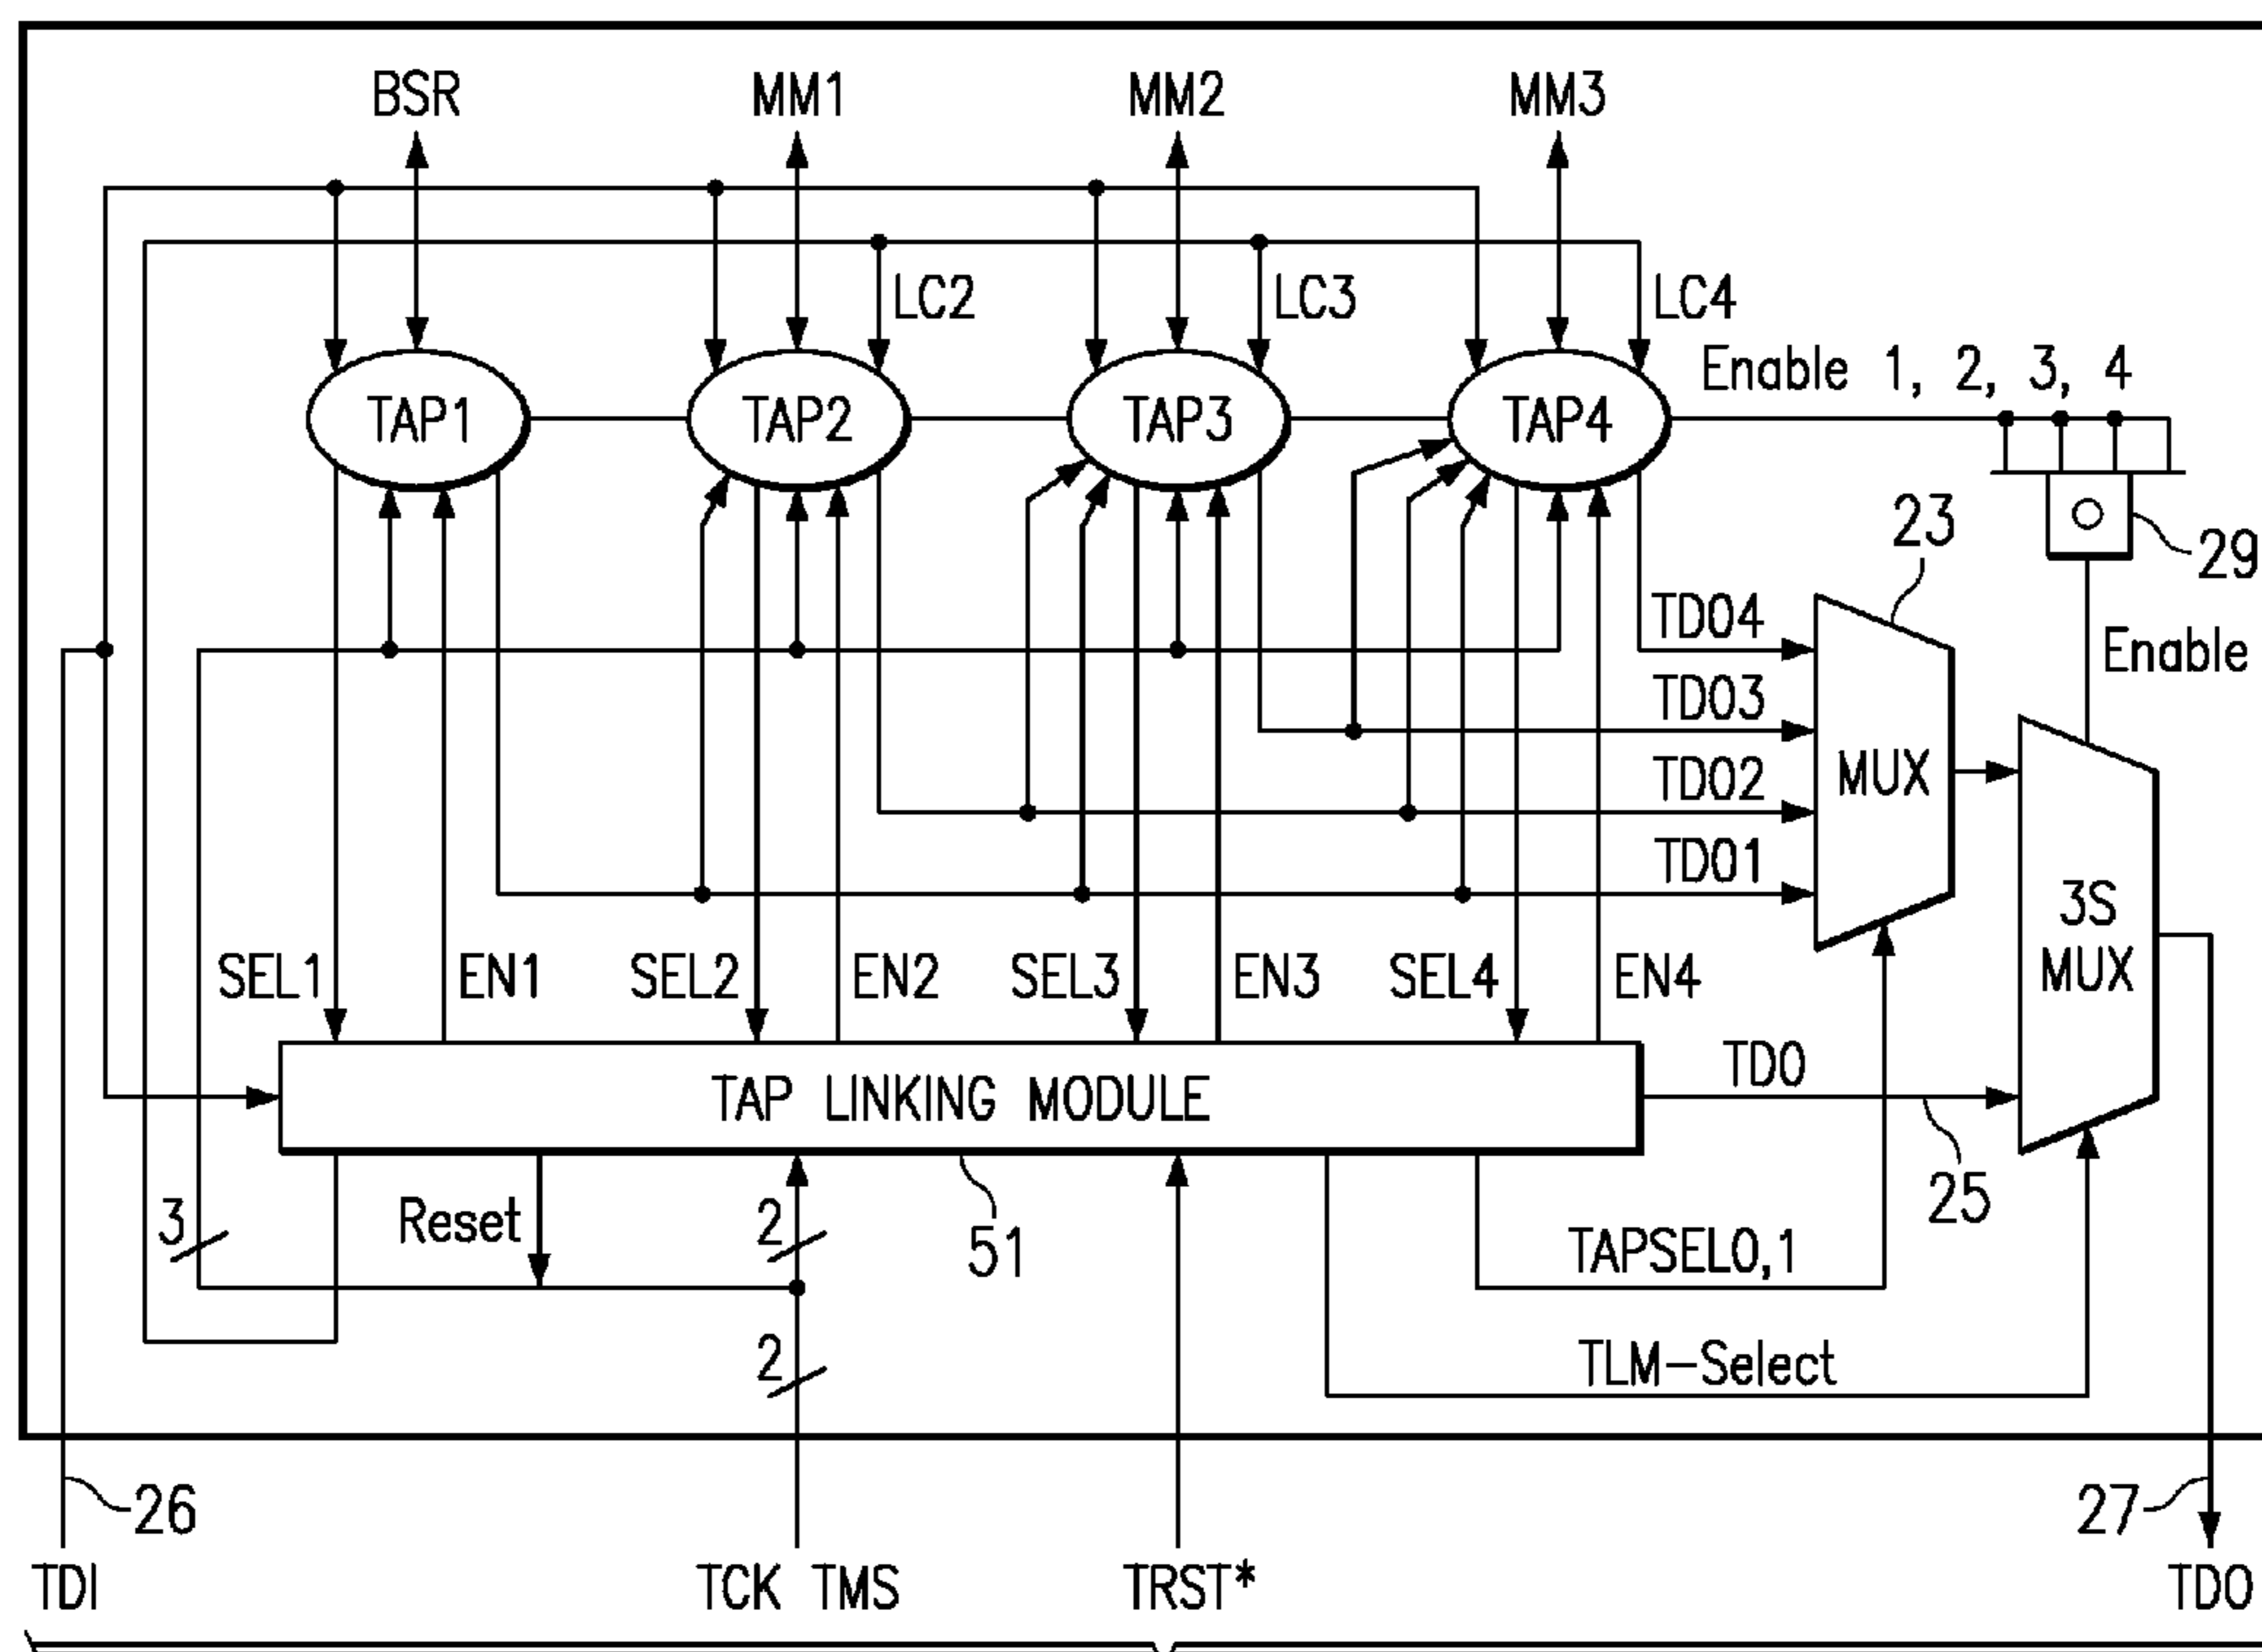 BSR MM1 MM2 MM3
LC2 LC3 LC4
Enable 1, 2, 3, 4
TAP1 TAP2 TAP3 TAP4
23
29
TDO4
Enable
TDO3
TDO2
MUX
TDO1
3S
MUX
SEL1 EN1 SEL2 EN2 SEL3 EN3 SEL4 EN4
TDO
TAP LINKING MODULE
25
3
Reset
2
51
TAPSEL0,1
2
TLM-Select
26
27
TDI
TCK TMS
TRST*
TDO